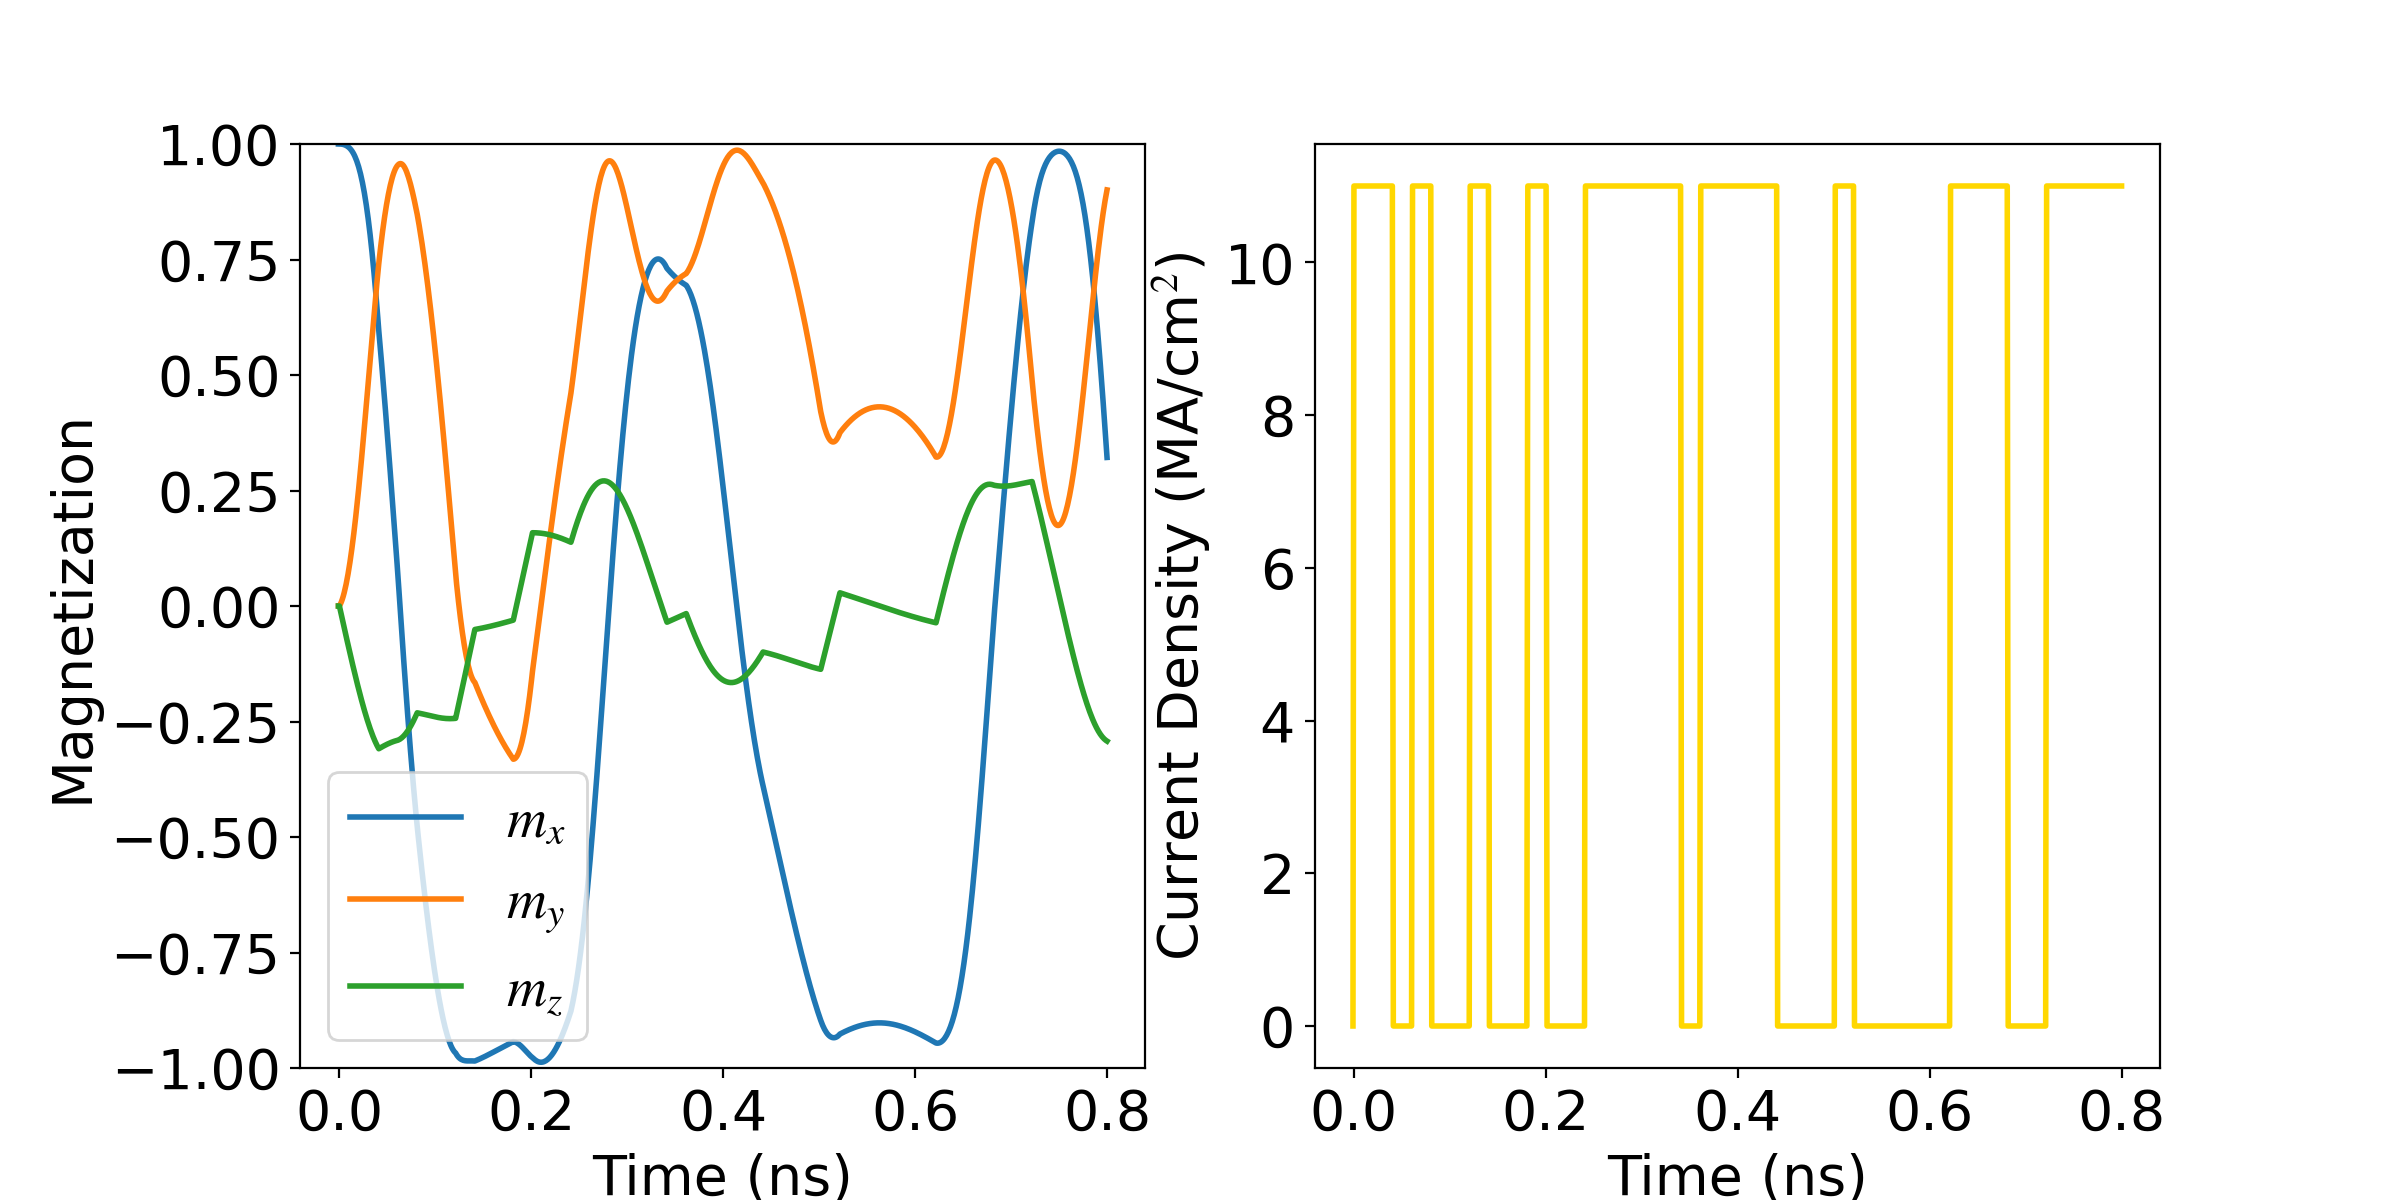 Magnetization
1.00
0.75
0.50
0.25
0.00
−0.25
−0.50
−0.75
−1.00
0.0 0.2 0.4 0.6 0.8
Time (ns)
m_x
m_y
m_z
Current Density (MA/cm²)
10
8
6
4
2
0
0.0 0.2 0.4 0.6 0.8
Time (ns)